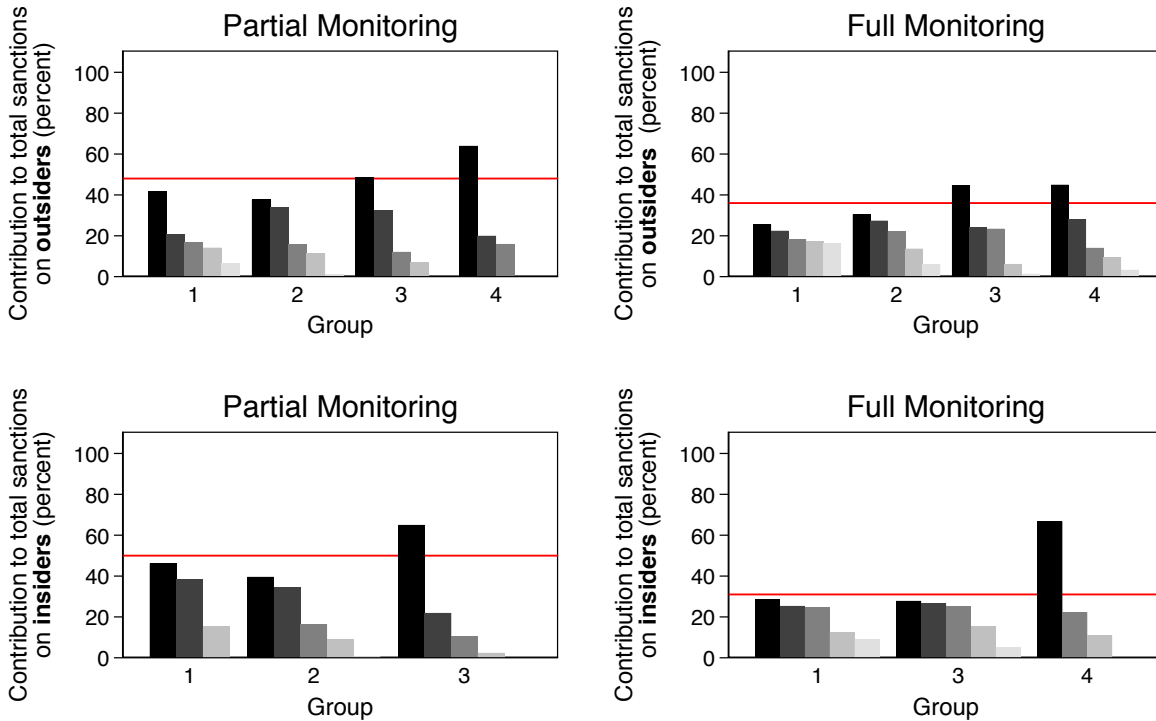 Partial Monitoring
Contribution to total sanctions
on outsiders (percent)
100
80
60
40
20
0
1 2 3 4
Group
Full Monitoring
Contribution to total sanctions
on outsiders (percent)
100
80
60
40
20
0
1 2 3 4
Group
Partial Monitoring
Contribution to total sanctions
on insiders (percent)
100
80
60
40
20
0
1 2 3
Group
Full Monitoring
Contribution to total sanctions
on insiders (percent)
100
80
60
40
20
0
1 3 4
Group